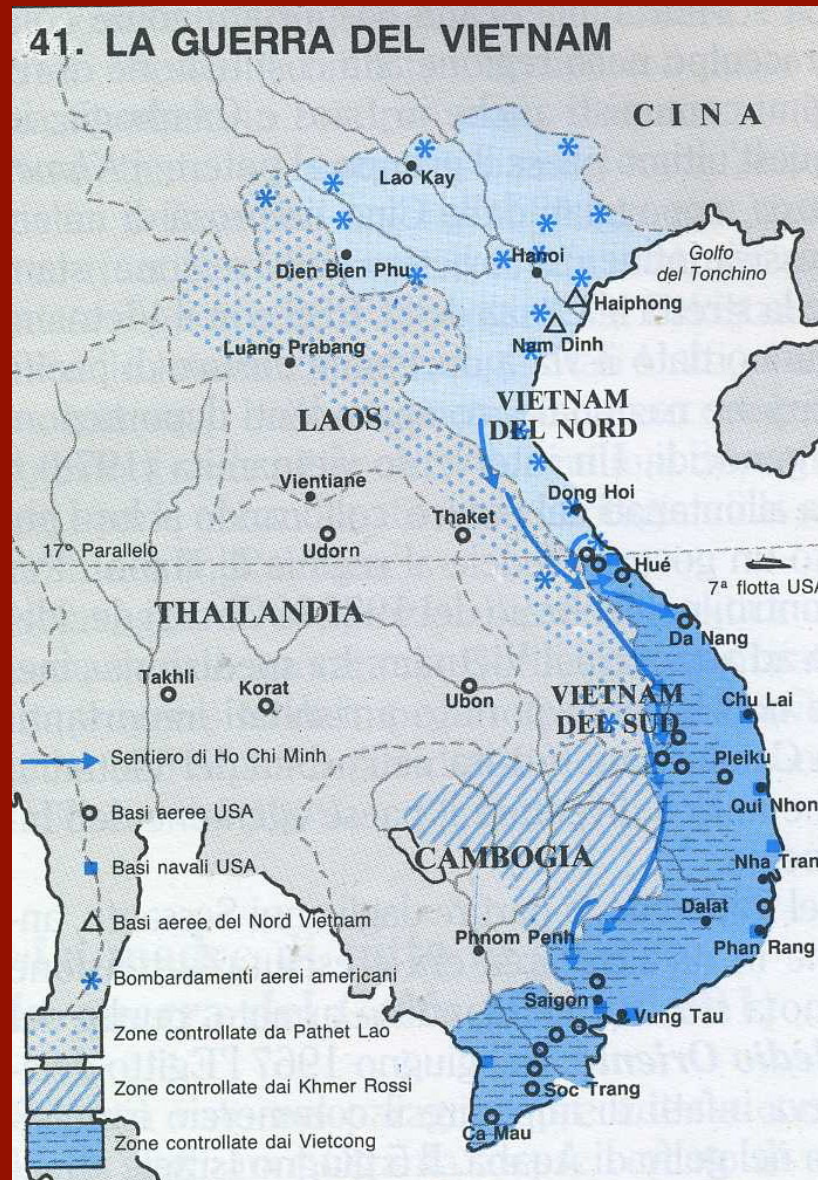 41. LA GUERRA DEL VIETNAM
CINA
Lao Kay
Hanoi
Golfo
del Tonchino
Dien Bien Phu
Haiphong
Nam Dinh
Luang Prabang
LAOS
VIETNAM
DEL NORD
Vientiane
Dong Hoi
Thaket
Udorn
17° Parallelo
Hué
7ª flotta USA
THAILANDIA
Da Nang
Takhli
Korat
Ubon
VIETNAM
DEL SUD
Chu Lai
Pleiku
Qui Nhon
Sentiero di Ho Chi Minh
Basi aeree USA
Basi navali USA
Basi aeree del Nord Vietnam
Bombardamenti aerei americani
Zone controllate da Pathet Lao
Zone controllate dai Khmer Rossi
Zone controllate dai Vietcong
CAMBOGIA
Nha Tran
Dalat
Phnom Penh
Phan Rang
Saigon
Vung Tau
Soc Trang
Ca Mau